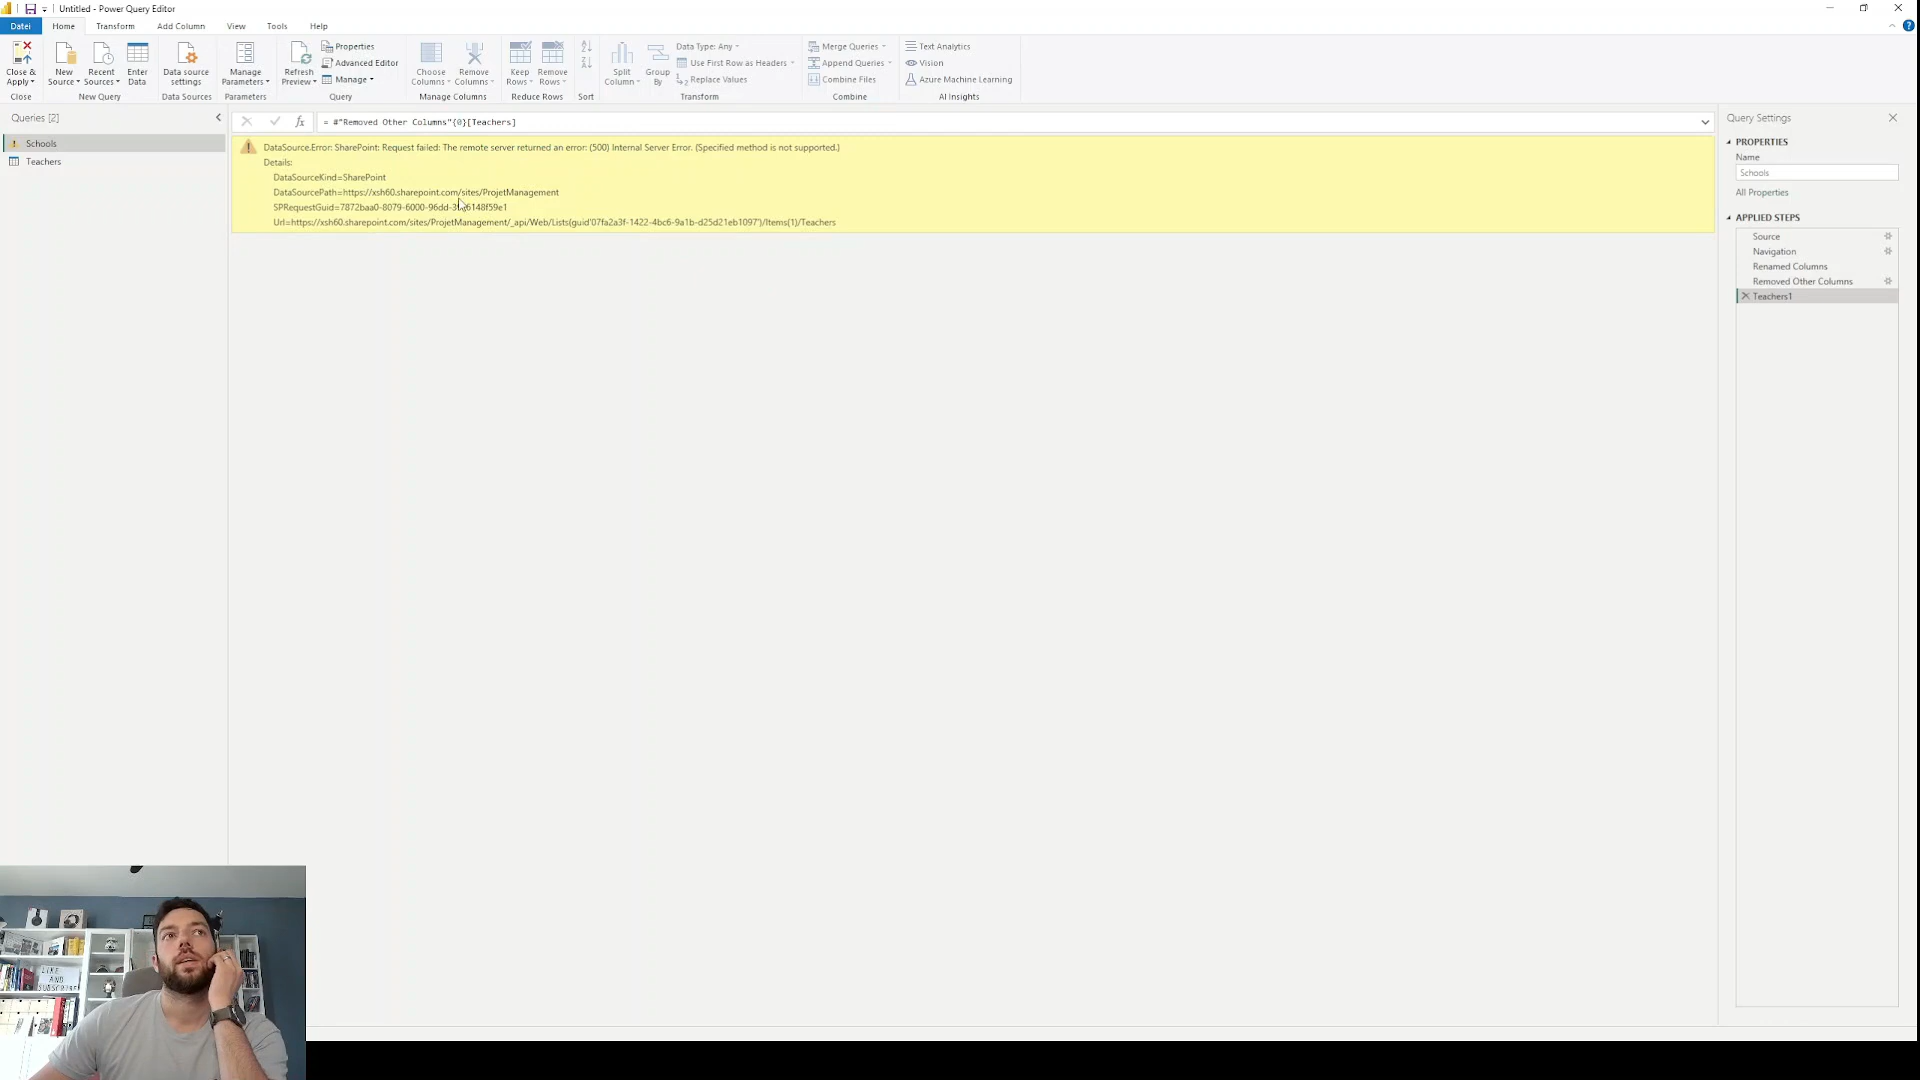 Untitled - Power Query Editor
Datei Home Transform Add Column View Tools Help
Close & Apply
New Source
Recent Sources
Enter Data
Data source settings
Manage Parameters
Refresh Preview
Properties
Advanced Editor
Manage
Choose Columns
Remove Columns
Keep Rows
Remove Rows
Split Column
Group By
Data Type: Any
Use First Row as Headers
Replace Values
Merge Queries
Append Queries
Combine Files
Text Analytics
Vision
Azure Machine Learning
Close New Query Data Sources Parameters Query Manage Columns Reduce Rows Sort Transform Combine AI Insights
Queries [2]
Schools
Teachers
fx = #"Removed Other Columns"{0}[Teachers]
DataSource.Error: SharePoint: Request failed: The remote server returned an error: (500) Internal Server Error. (Specified method is not supported.)
Details:
DataSourceKind=SharePoint
DataSourcePath=https://xsh60.sharepoint.com/sites/ProjetManagement
Url=https://xsh60.sharepoint.com/sites/ProjetManagement/_api/Web/Lists(guid'07fa2a3f-1422-4bc6-9a1b-d25d21eb1097')/Items(1)/Teachers
Query Settings
PROPERTIES
Name
Schools
All Properties
APPLIED STEPS
Source
Navigation
Renamed Columns
Removed Other Columns
Teachers1
LIKE
AND
SUBSCRIBE